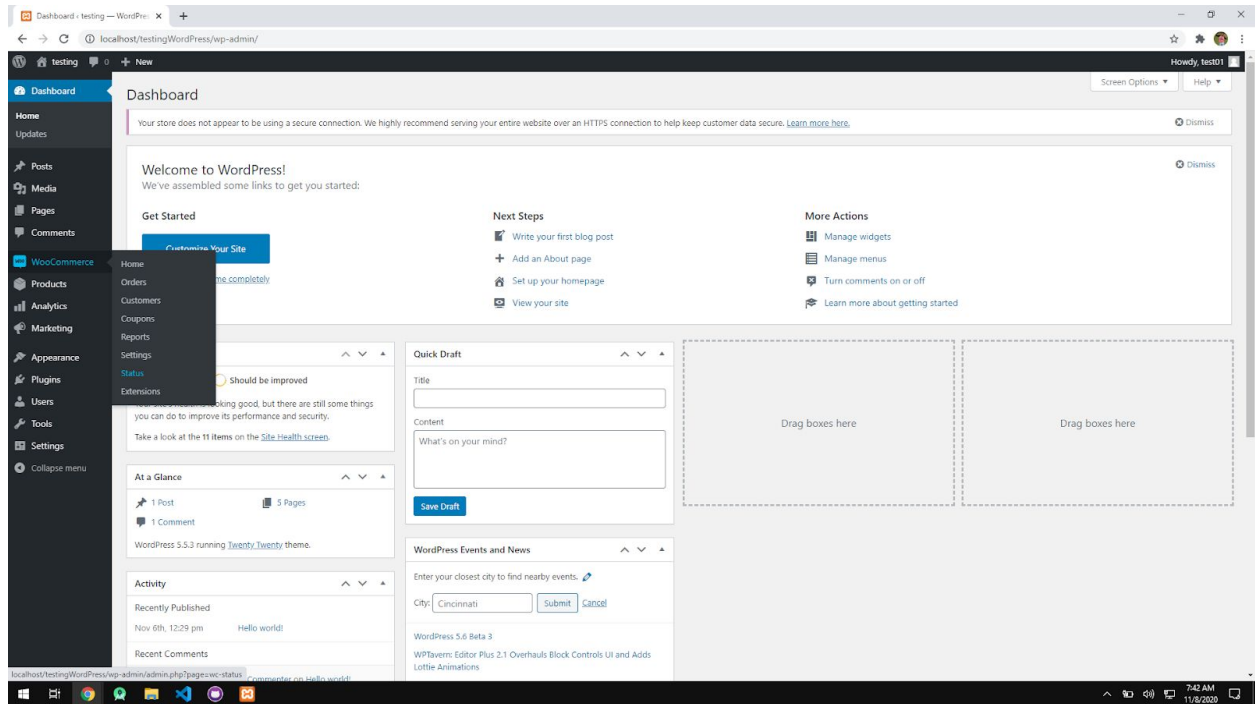 Dashboard ‹ testing — WordPre
localhost/testingWordPress/wp-admin/
testing 0 New
Howdy, test01
Dashboard
Home
Updates
Posts
Media
Pages
Comments
WooCommerce
Products
Analytics
Marketing
Appearance
Plugins
Users
Tools
Settings
Collapse menu
Home
Orders
Customers
Coupons
Reports
Settings
Status
Extensions
Screen Options
Help
Dashboard
Your store does not appear to be using a secure connection. We highly recommend serving your entire website over an HTTPS connection to help keep customer data secure. Learn more here.
Dismiss
Welcome to WordPress!
We've assembled some links to get you started:
Dismiss
Get Started
Customize Your Site
me completely
Next Steps
Write your first blog post
Add an About page
Set up your homepage
View your site
More Actions
Manage widgets
Manage menus
Turn comments on or off
Learn more about getting started
Should be improved
looking good, but there are still some things
you can do to improve its performance and security.
Take a look at the 11 items on the Site Health screen.
At a Glance
1 Post
5 Pages
1 Comment
WordPress 5.5.3 running Twenty Twenty theme.
Activity
Recently Published
Nov 6th, 12:29 pm Hello world!
Recent Comments
Commenter on Hello world!
Quick Draft
Title
Content
What's on your mind?
Save Draft
WordPress Events and News
Enter your closest city to find nearby events.
City: Cincinnati Submit Cancel
WordPress 5.6 Beta 3
WPTavern: Editor Plus 2.1 Overhauls Block Controls UI and Adds
Lottie Animations
Drag boxes here
Drag boxes here
localhost/testingWordPress/wp-admin/admin.php?page=wc-status
7:42 AM
11/8/2020